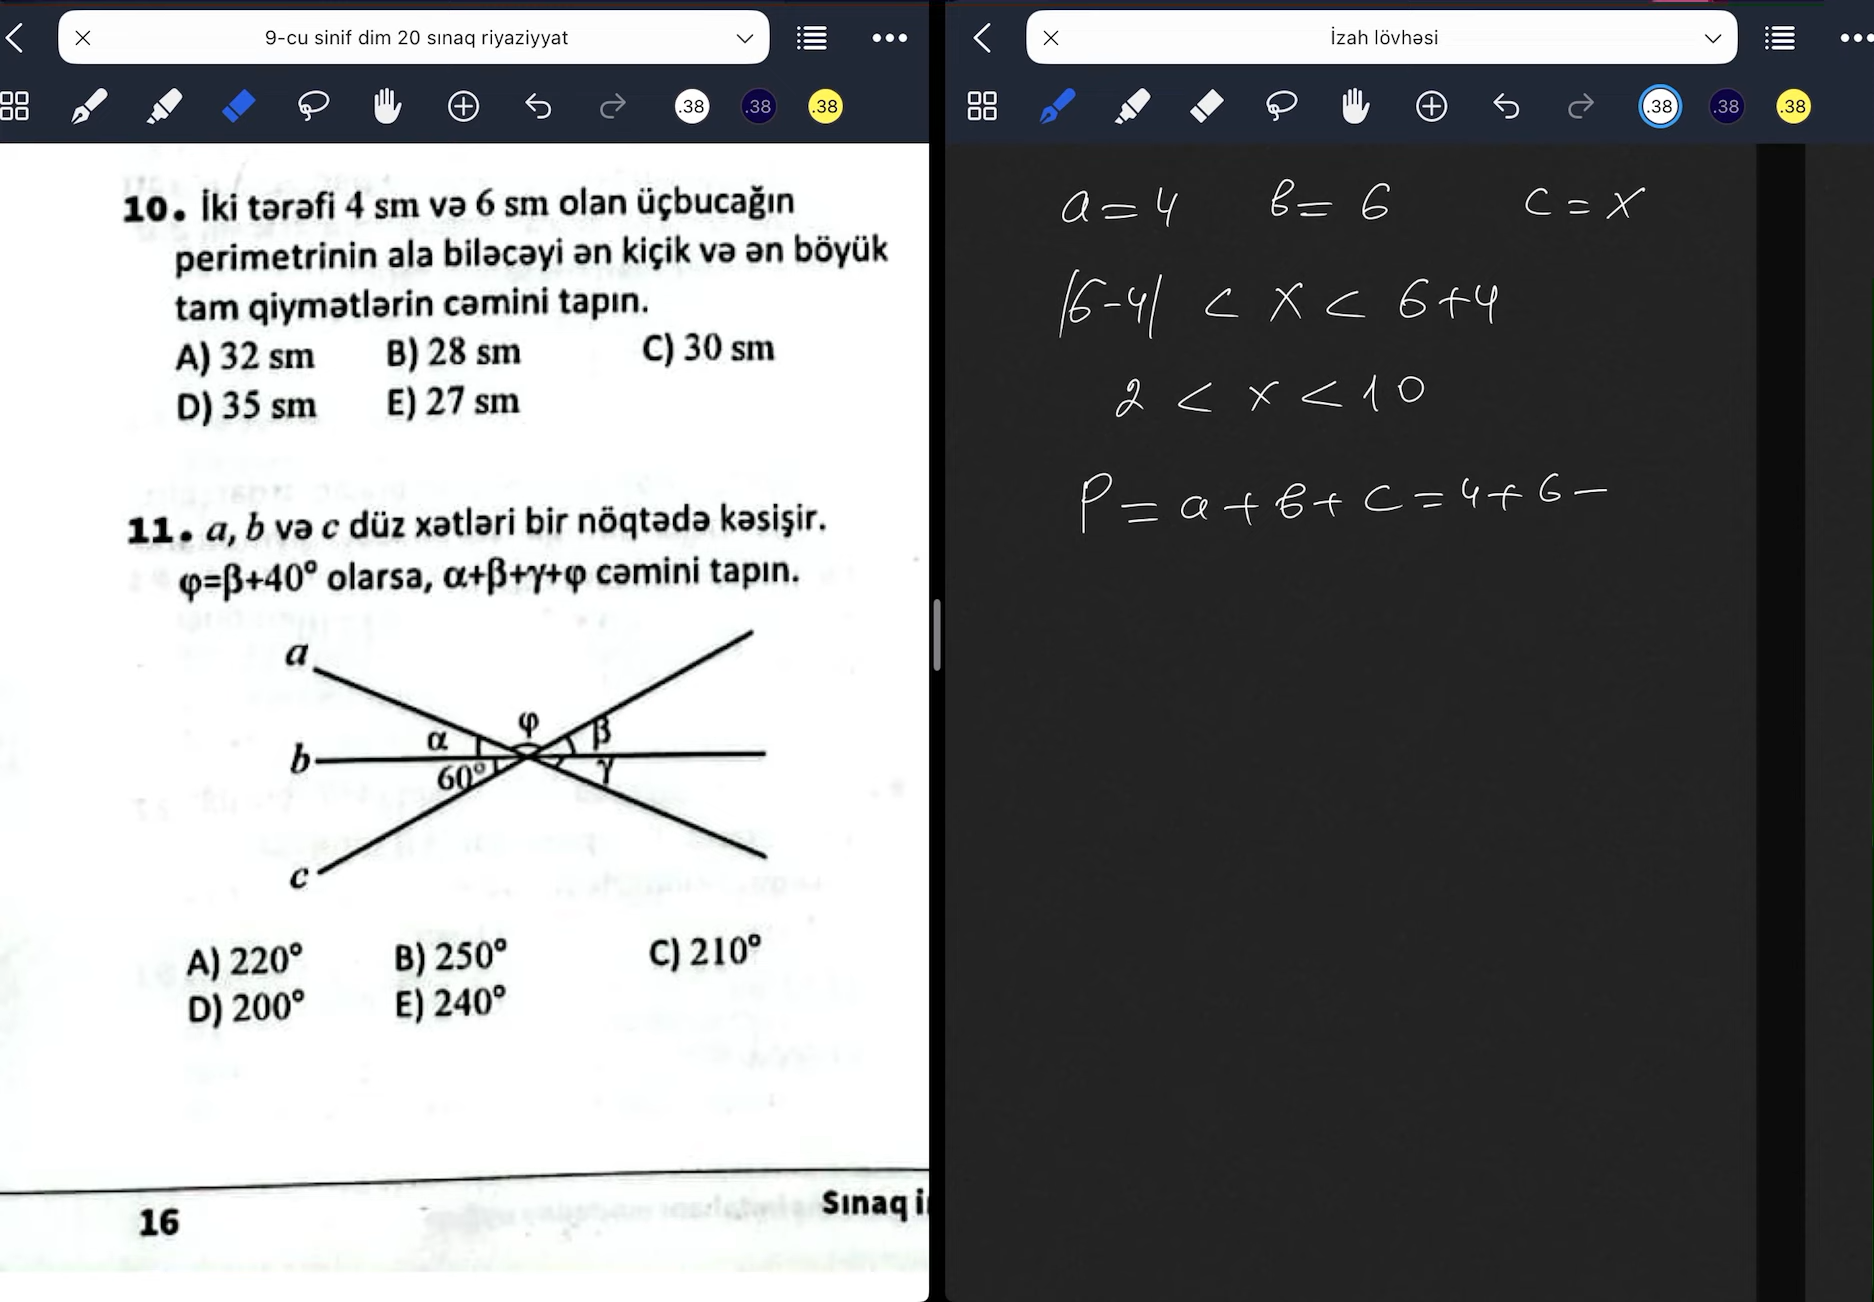 9-cu sinif dim 20 sınaq riyaziyyat
.38 .38 .38
10. İki tərəfi 4 sm və 6 sm olan üçbucağın
perimetrinin ala biləcəyi ən kiçik və ən böyük
tam qiymətlərin cəmini tapın.
A) 32 sm B) 28 sm C) 30 sm
D) 35 sm E) 27 sm
11. a, b və c düz xətləri bir nöqtədə kəsişir.
φ=β+40° olarsa, α+β+γ+φ cəmini tapın.
a
φ
α β
b
60° γ
c
A) 220° B) 250° C) 210°
D) 200° E) 240°
16
Sınaq
İzah lövhəsi
.38 .38 .38
a=4 b=6 c=x
|6-4| < x < 6+4
2 < x < 10
P=a+b+c=4+6-